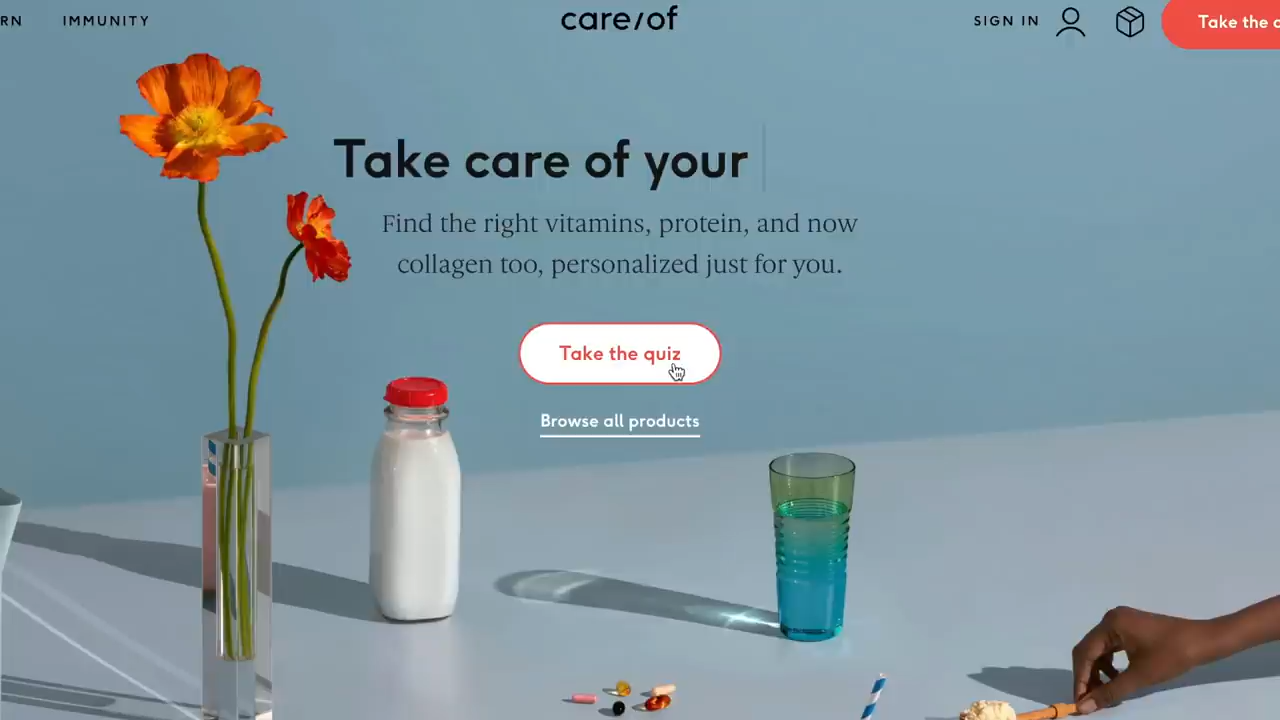 RN IMMUNITY care/of SIGN IN Take the
Take care of your
Find the right vitamins, protein, and now
collagen too, personalized just for you.
Take the quiz
Browse all products